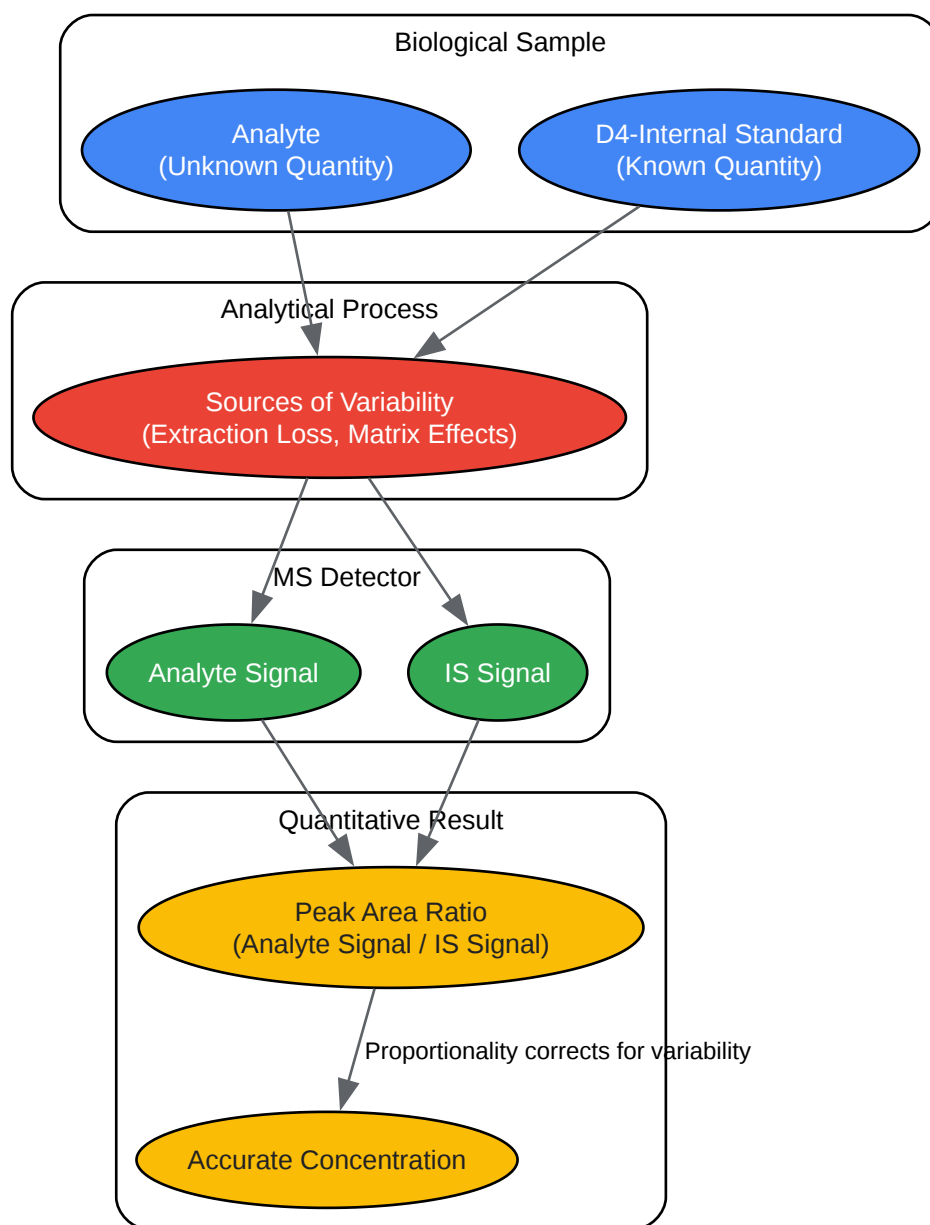 Biological Sample
Analyte
(Unknown Quantity)
D4-Internal Standard
(Known Quantity)
Analytical Process
Sources of Variability
(Extraction Loss, Matrix Effects)
MS Detector
Analyte Signal
IS Signal
Quantitative Result
Peak Area Ratio
(Analyte Signal / IS Signal)
Proportionality corrects for variability
Accurate Concentration